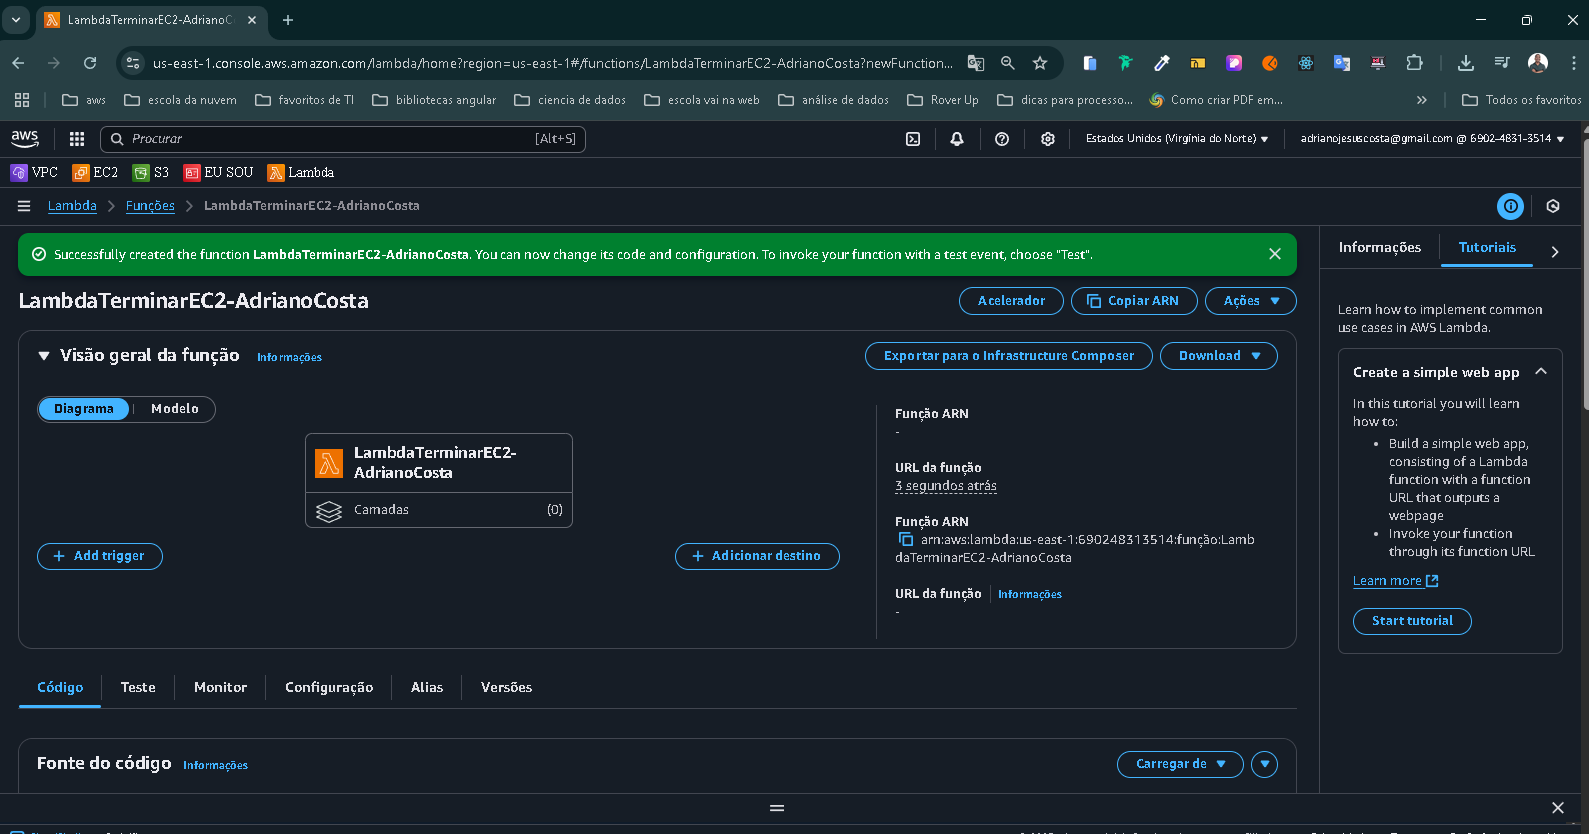 LambdaTerminarEC2-AdrianoC
us-east-1.console.aws.amazon.com/lambda/home?region=us-east-1#/functions/LambdaTerminarEC2-AdrianoCosta?newFunction...
aws escola da nuvem favoritos de TI bibliotecas angular ciencia de dados escola vai na web análise de dados Rover Up dicas para processo... Como criar PDF em... » Todos os favoritos
aws Procurar [Alt+S] Estados Unidos (Virgínia do Norte) adrianojesuscosta@gmail.com @ 6902-4831-3514
VPC EC2 S3 EU SOU Lambda
Lambda Funções LambdaTerminarEC2-AdrianoCosta
Successfully created the function LambdaTerminarEC2-AdrianoCosta. You can now change its code and configuration. To invoke your function with a test event, choose "Test".
LambdaTerminarEC2-AdrianoCosta Acelerador Copiar ARN Ações
Visão geral da função Informações Exportar para o Infrastructure Composer Download
Diagrama Modelo
LambdaTerminarEC2-
AdrianoCosta
Camadas (0)
+ Add trigger + Adicionar destino
Função ARN
-
URL da função
3 segundos atrás
Função ARN
arn:aws:lambda:us-east-1:690248313514:função:Lamb
daTerminarEC2-AdrianoCosta
URL da função Informações
-
Código Teste Monitor Configuração Alias Versões
Fonte do código Informações Carregar de
Informações Tutoriais
Learn how to implement common
use cases in AWS Lambda.
Create a simple web app
In this tutorial you will learn
how to:
• Build a simple web app,
consisting of a Lambda
function with a function
URL that outputs a
webpage
• Invoke your function
through its function URL
Learn more
Start tutorial